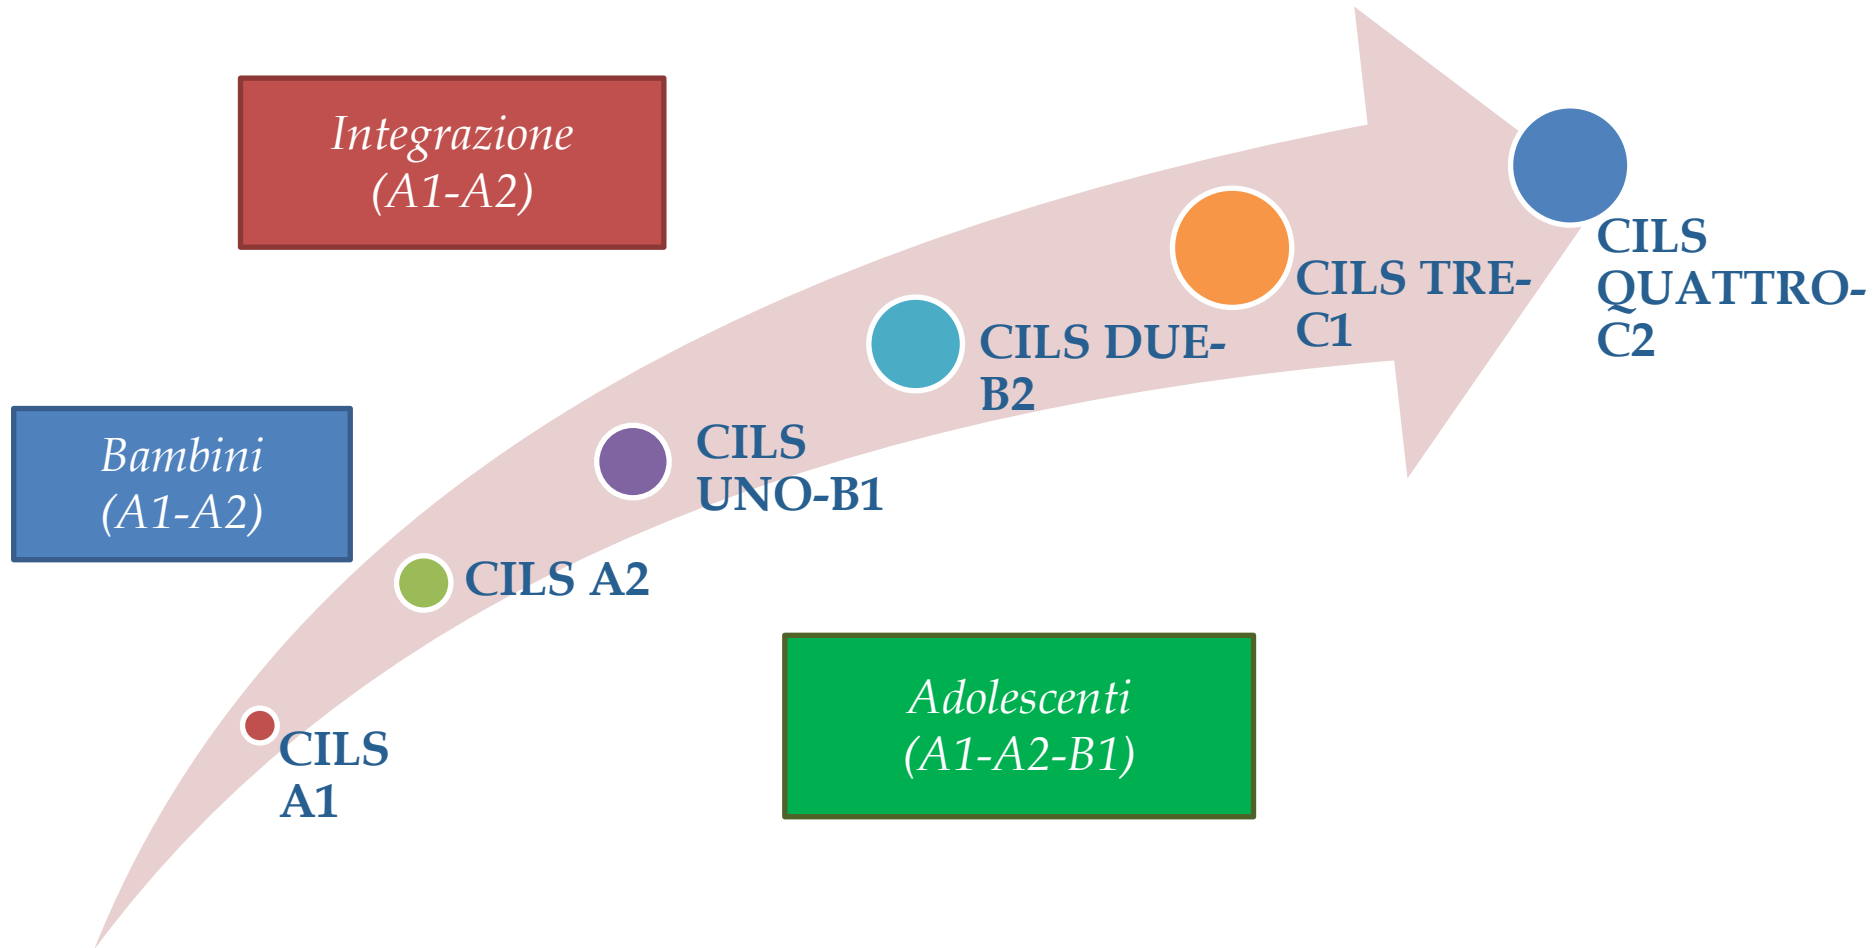 Integrazione
(A1-A2)
Bambini
(A1-A2)
CILS
A1
CILS A2
CILS
UNO-B1
CILS DUE-
B2
CILS TRE-
C1
CILS
QUATTRO-
C2
Adolescenti
(A1-A2-B1)